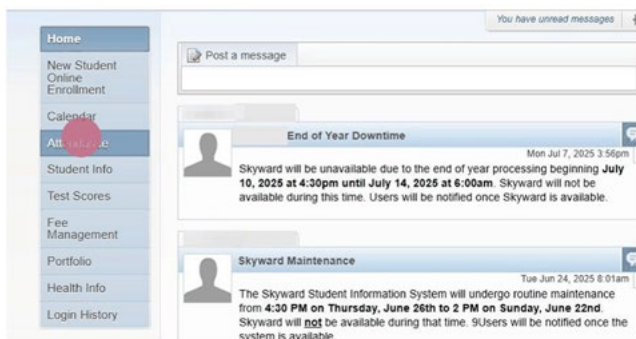 You have unread messages
Home
New Student
Online
Enrollment
Calendar
Attendance
Student Info
Test Scores
Fee
Management
Portfolio
Health Info
Login History
Post a message
End of Year Downtime
Mon Jul 7, 2025 3:56pm
Skyward will be unavailable due to the end of year processing beginning July
10, 2025 at 4:30pm until July 14, 2025 at 6:00am. Skyward will not be
available during this time. Users will be notified once Skyward is available.
Skyward Maintenance
Tue Jun 24, 2025 8:01am
The Skyward Student Information System will undergo routine maintenance
from 4:30 PM on Thursday, June 26th to 2 PM on Sunday, June 22nd.
Skyward will not be available during that time. 9Users will be notified once the
system is available.